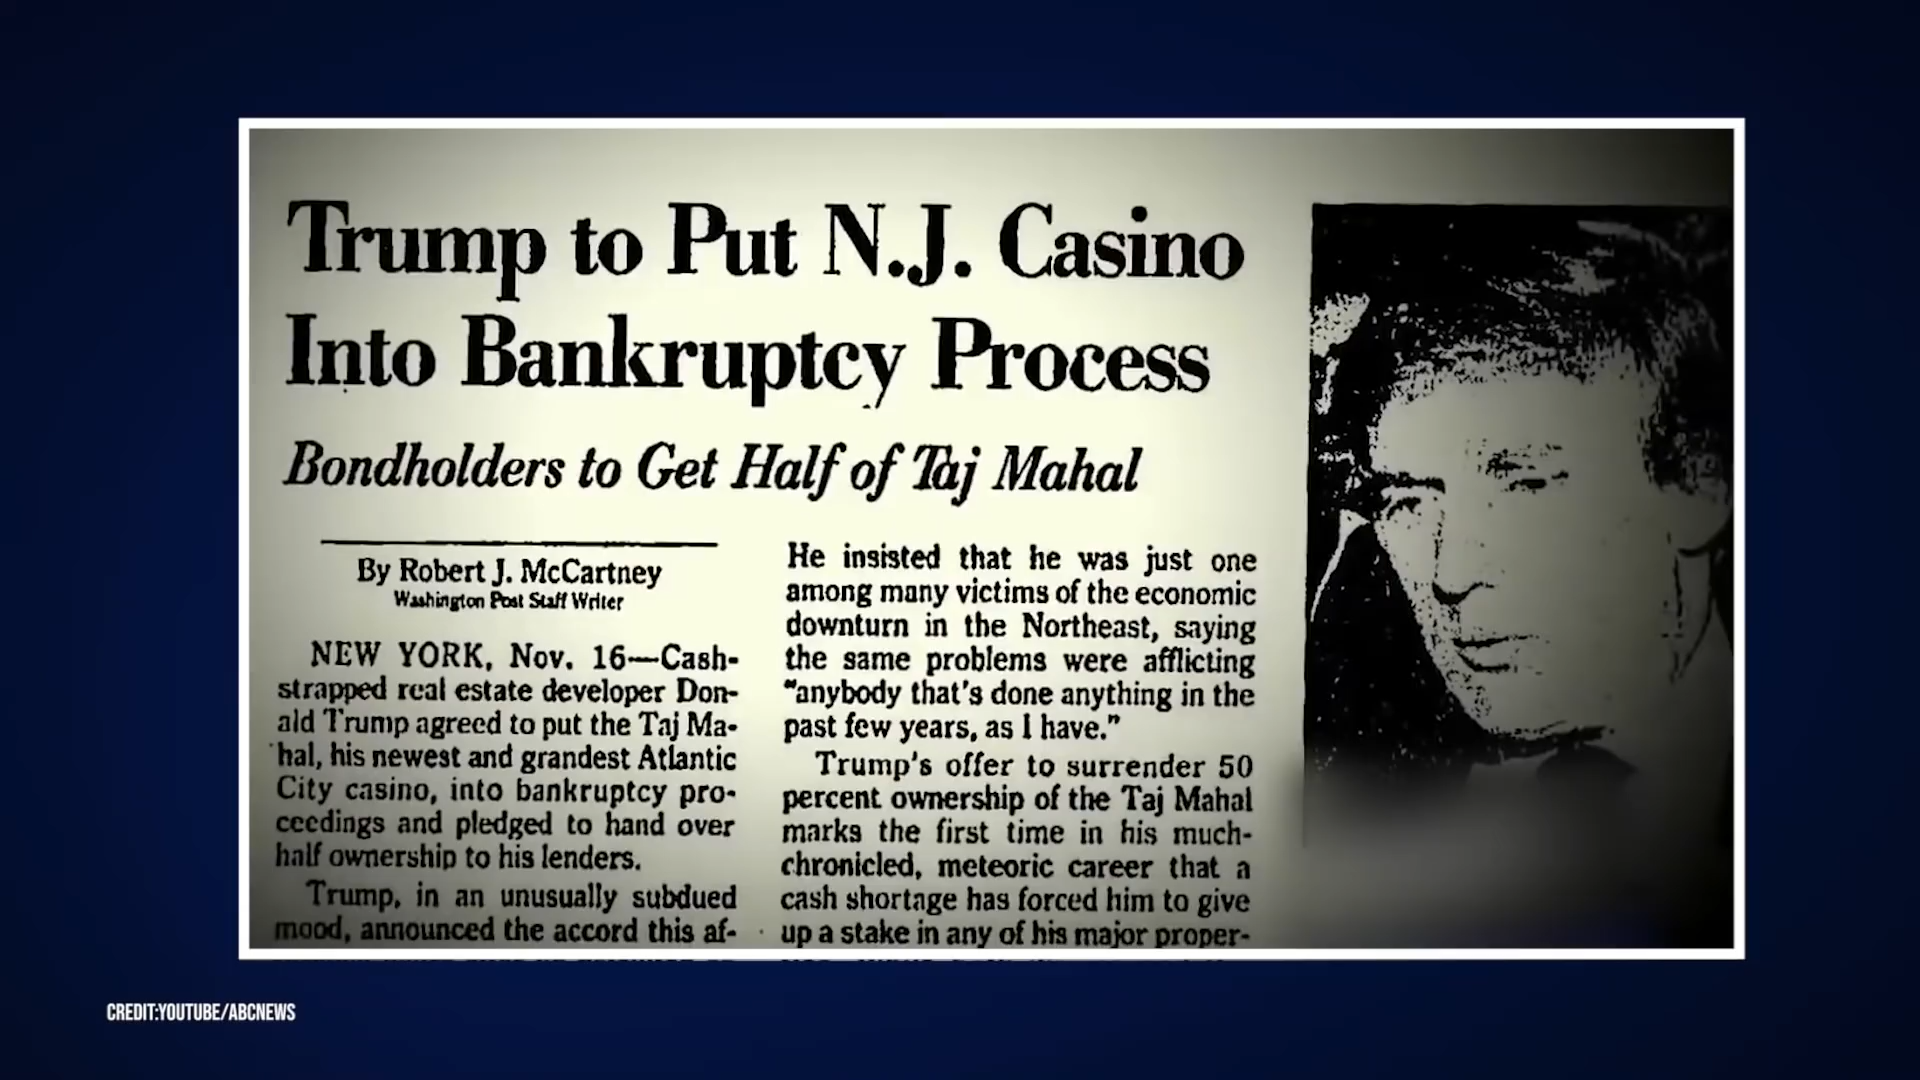 Trump to Put N.J. Casino
Into Bankruptcy Process
Bondholders to Get Half of Taj Mahal
By Robert J. McCartney
Washington Post Staff Writer
NEW YORK, Nov. 16—Cash-
strapped real estate developer Don-
ald Trump agreed to put the Taj Ma-
hal, his newest and grandest Atlantic
City casino, into bankruptcy pro-
ceedings and pledged to hand over
half ownership to his lenders.
Trump, in an unusually subdued
mood, announced the accord this af-
He insisted that he was just one
among many victims of the economic
downturn in the Northeast, saying
the same problems were afflicting
"anybody that's done anything in the
past few years, as I have."
Trump's offer to surrender 50
percent ownership of the Taj Mahal
marks the first time in his much-
chronicled, meteoric career that a
cash shortage has forced him to give
up a stake in any of his major proper-
CREDIT:YOUTUBE/ABCNEWS